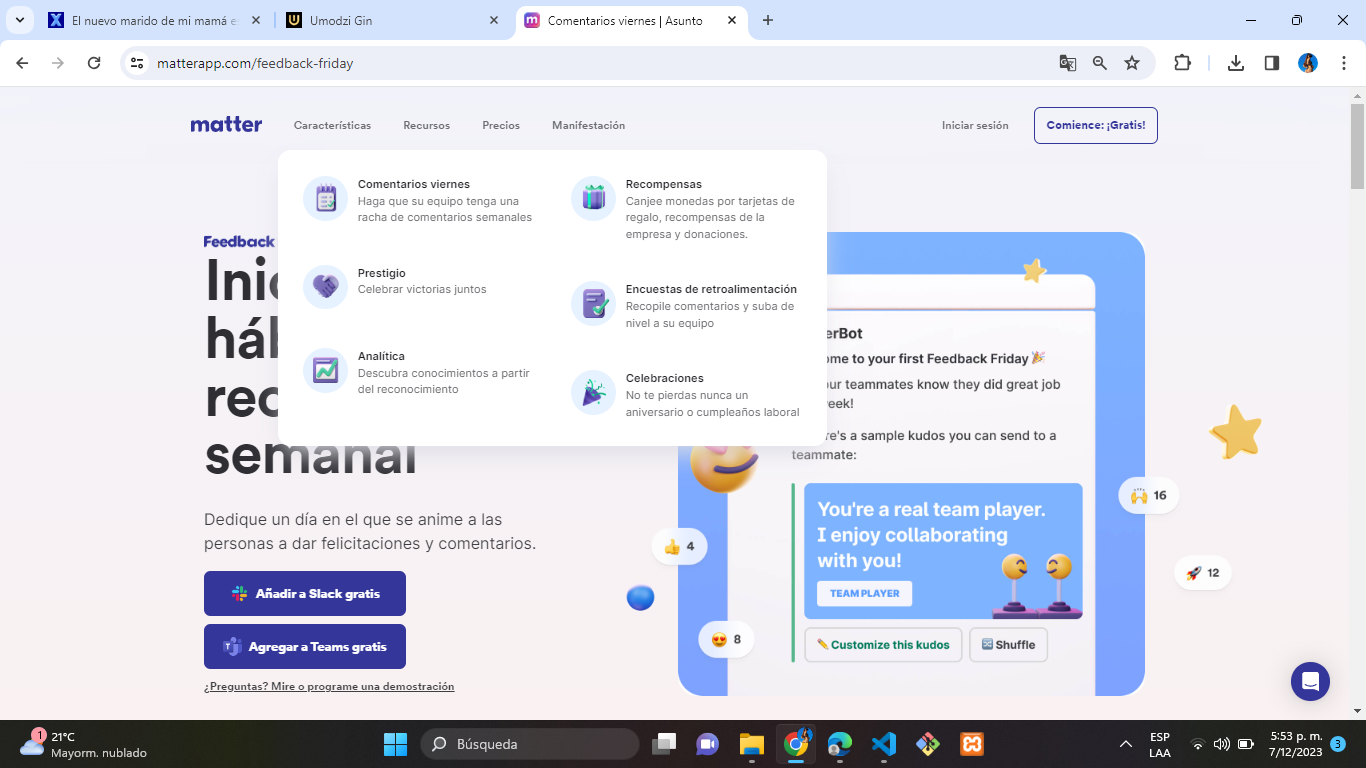 El nuevo marido de mi mamá e
Umodzi Gin
Comentarios viernes | Asunto
matterapp.com/feedback-friday
matter
Características
Recursos
Precios
Manifestación
Iniciar sesión
Comience: ¡Gratis!
Comentarios viernes
Haga que su equipo tenga una
racha de comentarios semanales
Prestigio
Celebrar victorias juntos
Analítica
Descubra conocimientos a partir
del reconocimiento
Recompensas
Canjee monedas por tarjetas de
regalo, recompensas de la
empresa y donaciones.
Encuestas de retroalimentación
Recopile comentarios y suba de
nivel a su equipo
Celebraciones
No te pierdas nunca un
aniversario o cumpleaños laboral
Feedback
semanal
Dedique un día en el que se anime a las
personas a dar felicitaciones y comentarios.
Añadir a Slack gratis
Agregar a Teams gratis
¿Preguntas? Mire o programe una demostración
erBot
ome to your first Feedback Friday🎉
ur teammates know they did great job
eek!
re's a sample kudos you can send to a
teammate:
You're a real team player.
I enjoy collaborating
with you!
TEAM PLAYER
Customize this kudos
Shuffle
16
4
12
8
1
21°C
Mayorm. nublado
Búsqueda
ESP
LAA
5:53 p. m.
7/12/2023
3